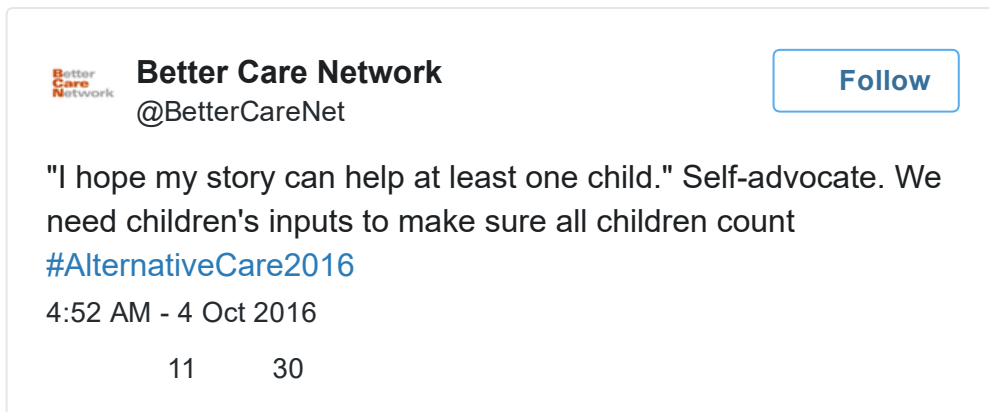 Better
Care
Network
Better Care Network
@BetterCareNet
Follow
"I hope my story can help at least one child." Self-advocate. We
need children's inputs to make sure all children count
#AlternativeCare2016
4:52 AM - 4 Oct 2016
11 30